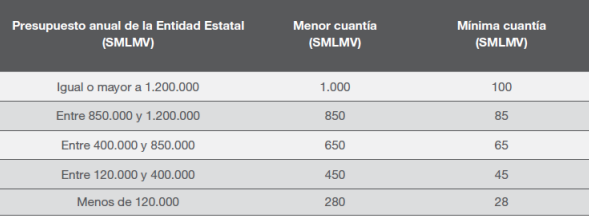 Presupuesto anual de la Entidad Estatal Menor cuantía Mínima cuantía
(SMLMV) (SMLMV) (SMLMV)
Igual o mayor a 1.200.000 1.000 100
Entre 850.000 y 1.200.000 850 85
Entre 400.000 y 850.000 650 65
Entre 120.000 y 400.000 450 45
Menos de 120.000 280 28